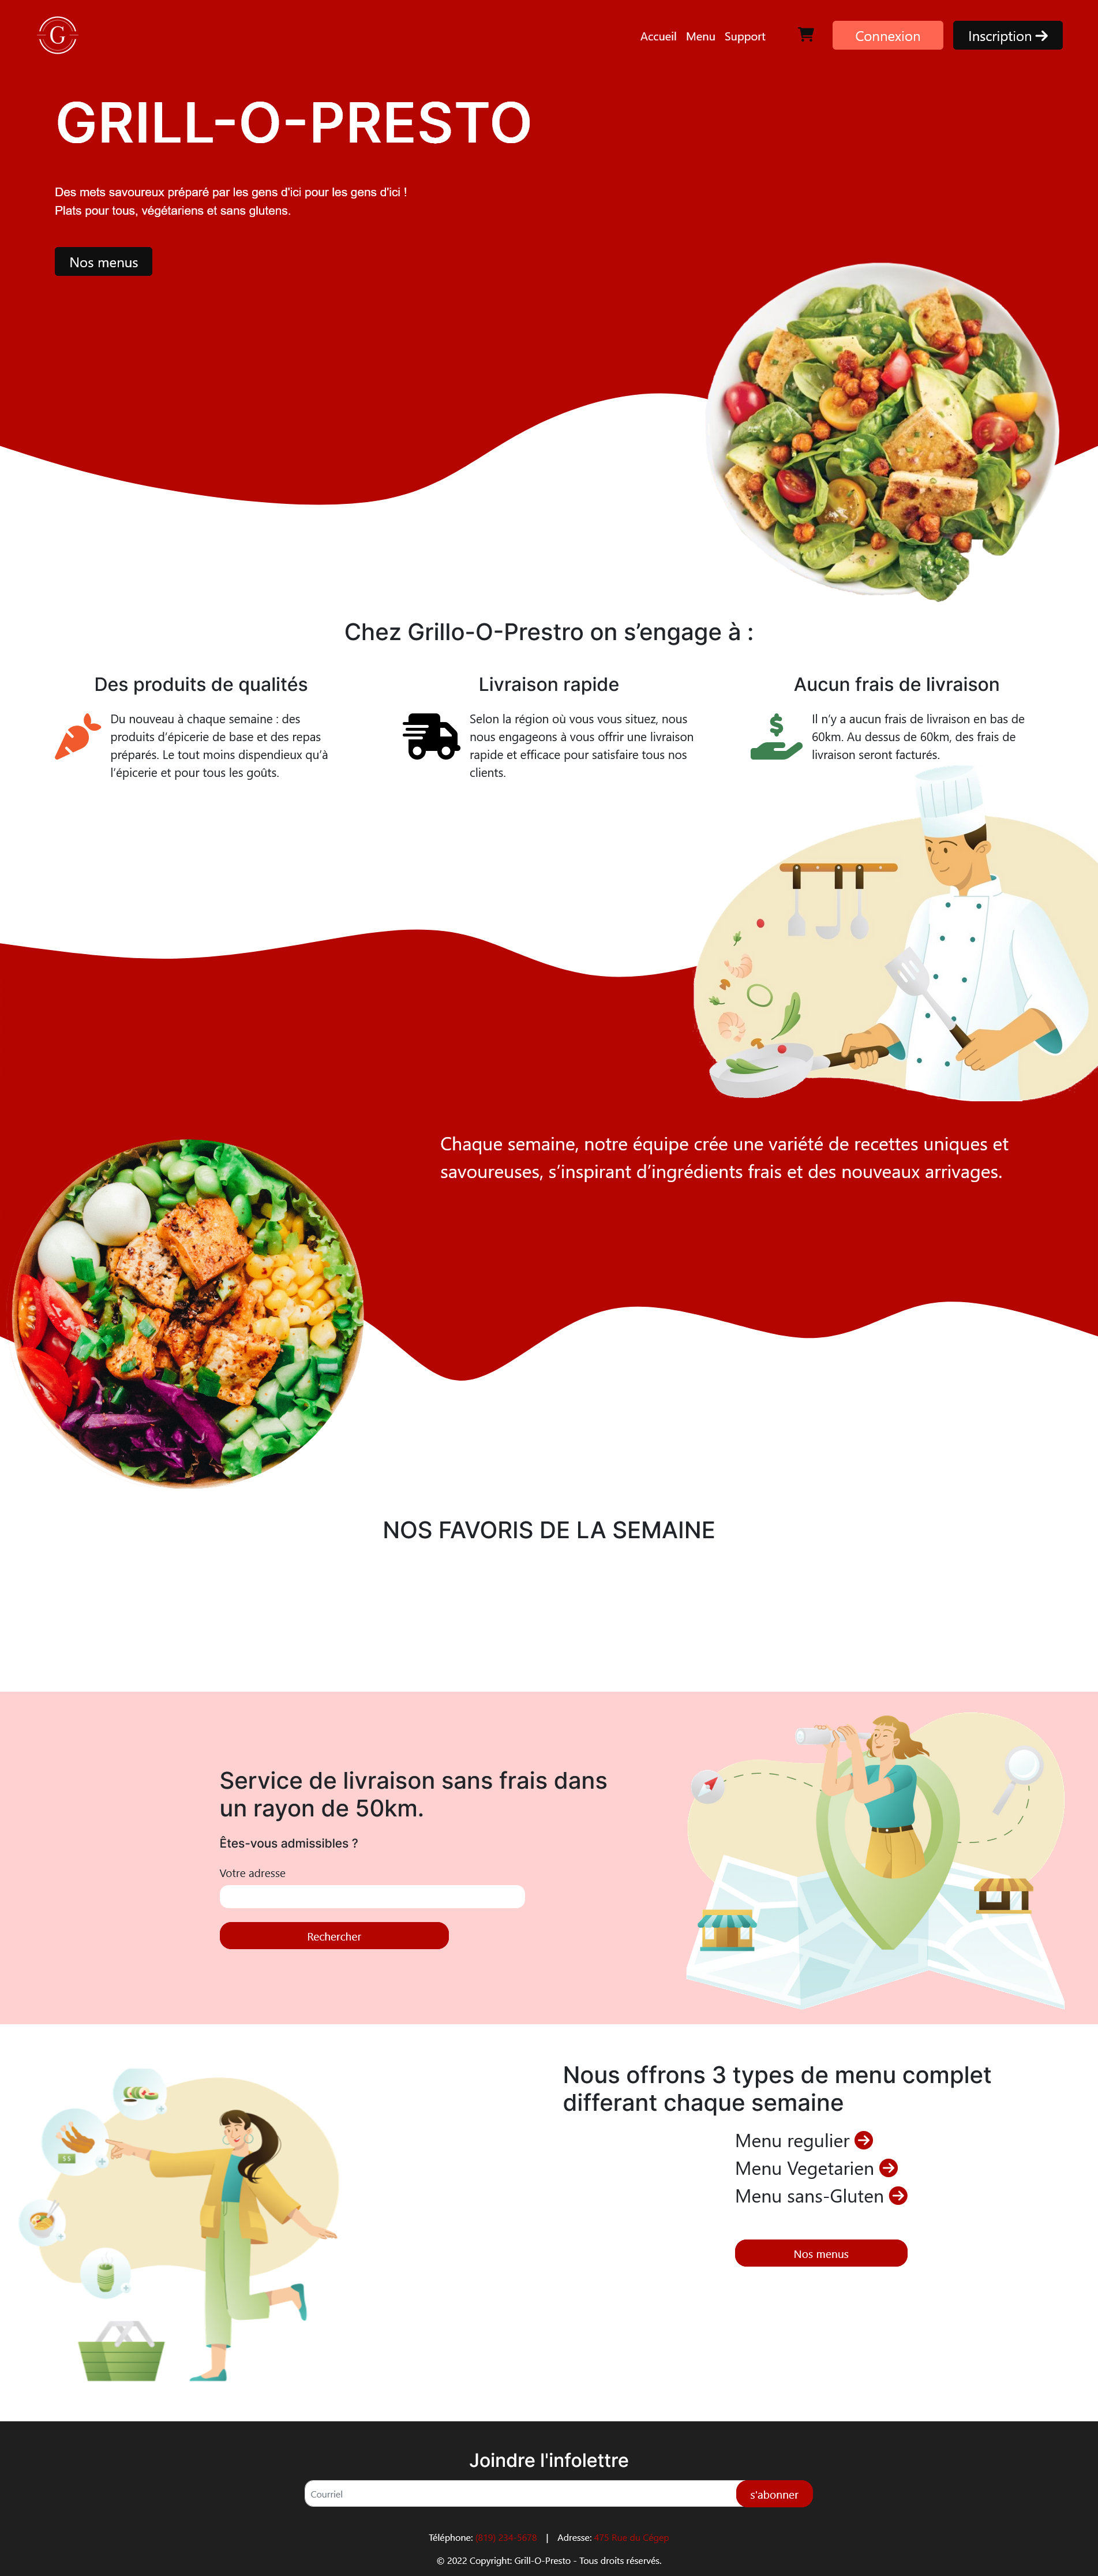 G
Accueil Menu Support Connexion Inscription
GRILL-O-PRESTO
Des mets savoureux préparé par les gens d'ici pour les gens d'ici !
Plats pour tous, végétariens et sans glutens.
Nos menus
Chez Grillo-O-Prestro on s’engage à :
Des produits de qualités
Du nouveau à chaque semaine : des
produits d’épicerie de base et des repas
préparés. Le tout moins dispendieux qu’à
l’épicerie et pour tous les goûts.
Livraison rapide
Selon la région où vous vous situez, nous
nous engageons à vous offrir une livraison
rapide et efficace pour satisfaire tous nos
clients.
Aucun frais de livraison
Il n’y a aucun frais de livraison en bas de
60km. Au dessus de 60km, des frais de
livraison seront facturés.
Chaque semaine, notre équipe crée une variété de recettes uniques et
savoureuses, s’inspirant d’ingrédients frais et des nouveaux arrivages.
NOS FAVORIS DE LA SEMAINE
Service de livraison sans frais dans
un rayon de 50km.
Êtes-vous admissibles ?
Votre adresse
Rechercher
Nous offrons 3 types de menu complet
differant chaque semaine
Menu regulier
Menu Vegetarien
Menu sans-Gluten
Nos menus
$$
Joindre l'infolettre
Courriel s'abonner
Téléphone: (819) 234-5678 | Adresse: 475 Rue du Cégep
© 2022 Copyright: Grill-O-Presto - Tous droits réservés.